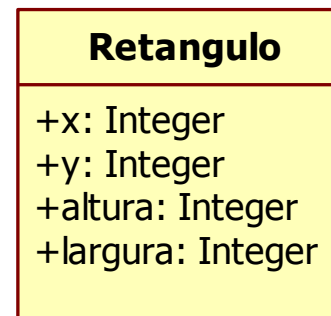 Retangulo
+x: Integer
+y: Integer
+altura: Integer
+largura: Integer